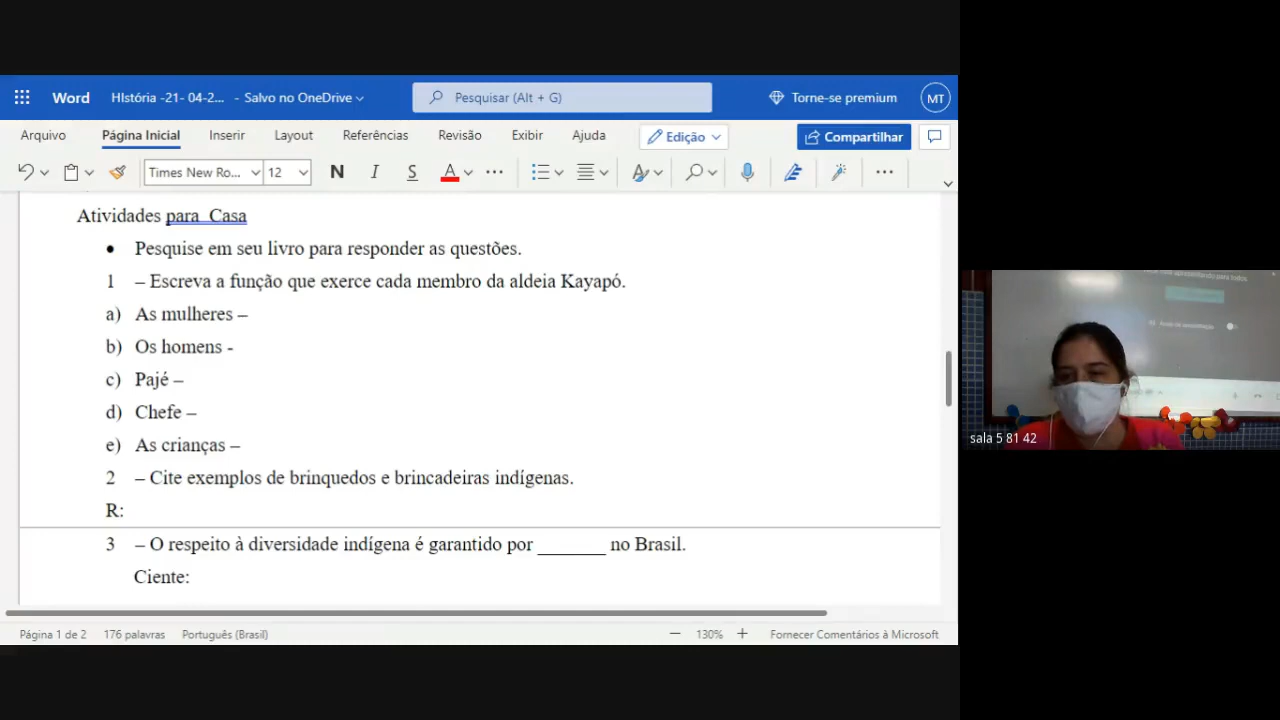 Word
HIstória -21- 04-2... - Salvo no OneDrive
Pesquisar (Alt + G)
Torne-se premium
MT
Arquivo
Página Inicial
Inserir
Layout
Referências
Revisão
Exibir
Ajuda
Edição
Compartilhar
Times New Ro...
12
N
I
S
A
Atividades para Casa
• Pesquise em seu livro para responder as questões.
1 – Escreva a função que exerce cada membro da aldeia Kayapó.
a) As mulheres –
b) Os homens -
c) Pajé –
d) Chefe –
e) As crianças –
2 – Cite exemplos de brinquedos e brincadeiras indígenas.
R:
3 – O respeito à diversidade indígena é garantido por _______ no Brasil.
Ciente:
Página 1 de 2
176 palavras
Português (Brasil)
130%
Fornecer Comentários à Microsoft
sala 5 81 42